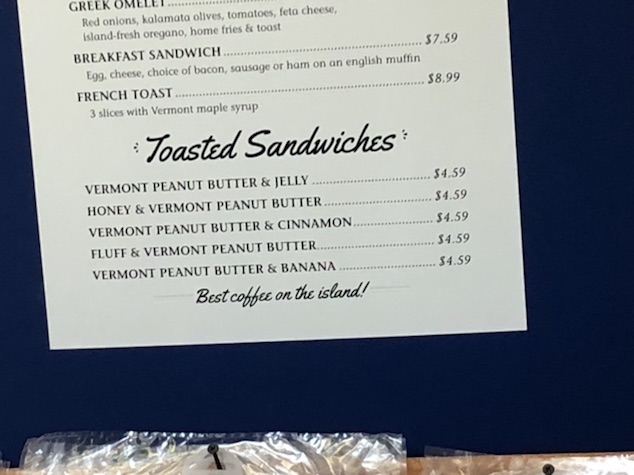 GREEK OMELET
Red onions, kalamata olives, tomatoes, feta cheese,
island-fresh oregano, home fries & toast
BREAKFAST SANDWICH ........ $7.59
Egg, cheese, choice of bacon, sausage or ham on an english muffin
FRENCH TOAST ........ $8.99
3 slices with Vermont maple syrup
Toasted Sandwiches
VERMONT PEANUT BUTTER & JELLY ........ $4.59
HONEY & VERMONT PEANUT BUTTER ........ $4.59
VERMONT PEANUT BUTTER & CINNAMON ........ $4.59
FLUFF & VERMONT PEANUT BUTTER ........ $4.59
VERMONT PEANUT BUTTER & BANANA ........ $4.59
Best coffee on the island!